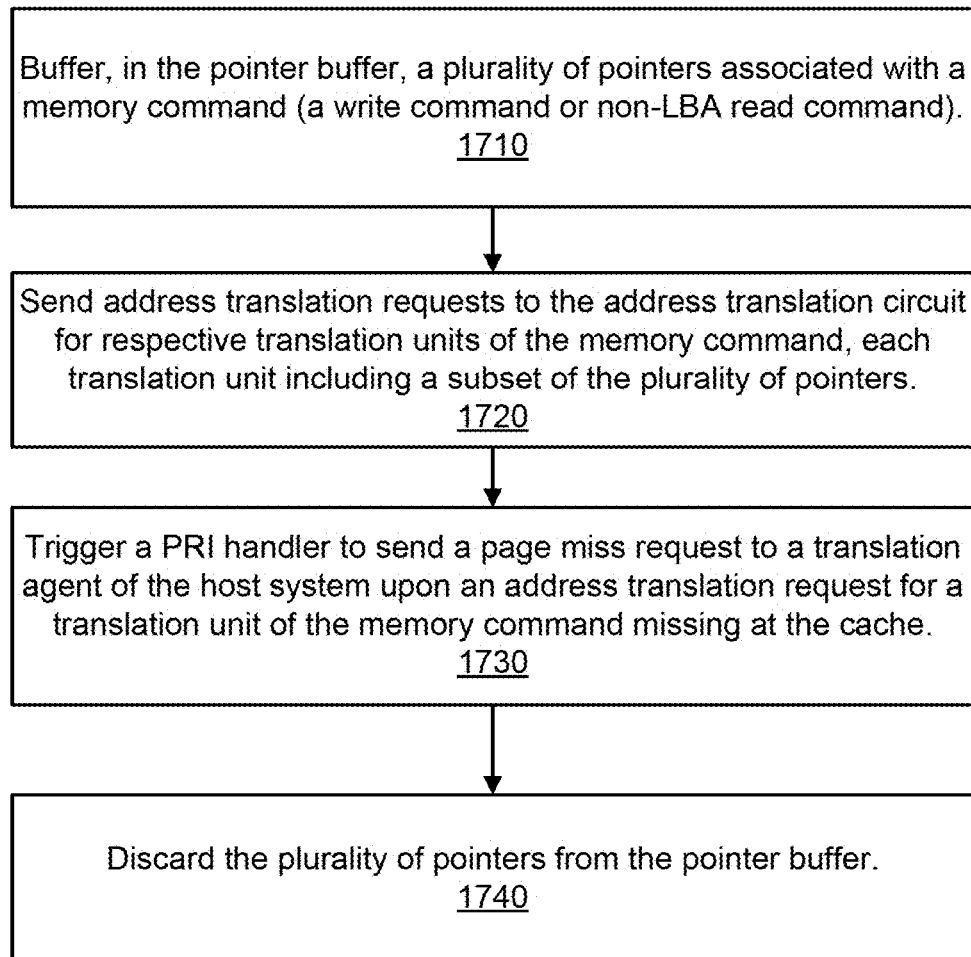 Buffer, in the pointer buffer, a plurality of pointers associated with a
memory command (a write command or non-LBA read command).
1710
Send address translation requests to the address translation circuit
for respective translation units of the memory command, each
translation unit including a subset of the plurality of pointers.
1720
Trigger a PRI handler to send a page miss request to a translation
agent of the host system upon an address translation request for a
translation unit of the memory command missing at the cache.
1730
Discard the plurality of pointers from the pointer buffer.
1740